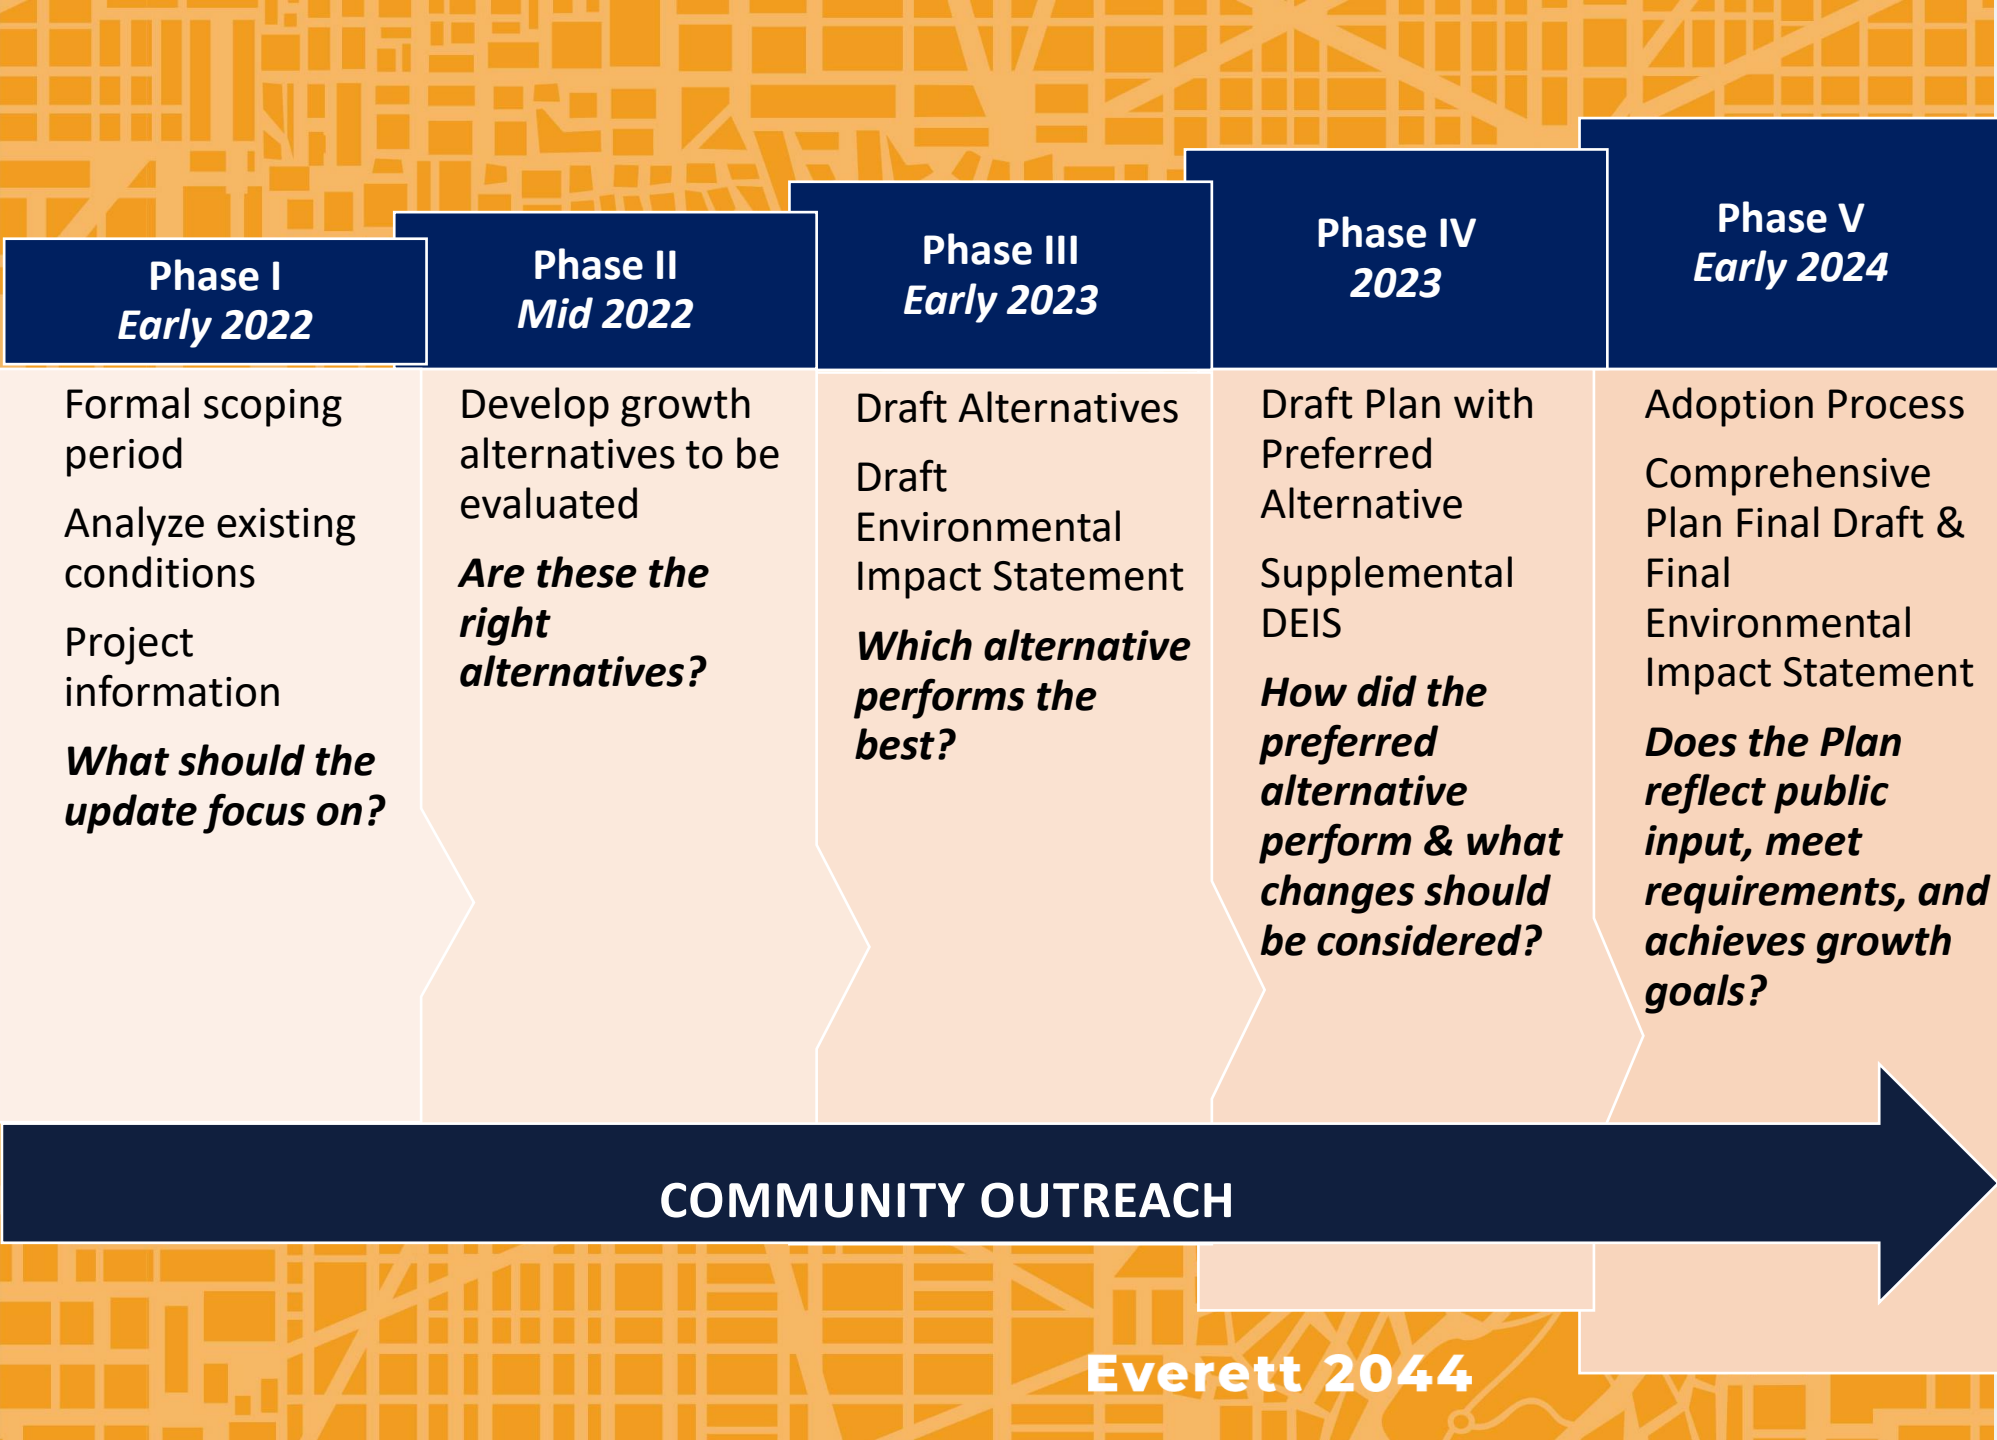 Phase I
Early 2022
Formal scoping
period
Analyze existing
conditions
Project
information
What should the
update focus on?
Phase II
Mid 2022
Develop growth
alternatives to be
evaluated
Are these the
right
alternatives?
Phase III
Early 2023
Draft Alternatives
Draft
Environmental
Impact Statement
Which alternative
performs the
best?
Phase IV
2023
Draft Plan with
Preferred
Alternative
Supplemental
DEIS
How did the
preferred
alternative
perform & what
changes should
be considered?
Phase V
Early 2024
Adoption Process
Comprehensive
Plan Final Draft &
Final
Environmental
Impact Statement
Does the Plan
reflect public
input, meet
requirements, and
achieves growth
goals?
COMMUNITY OUTREACH
Everett 2044